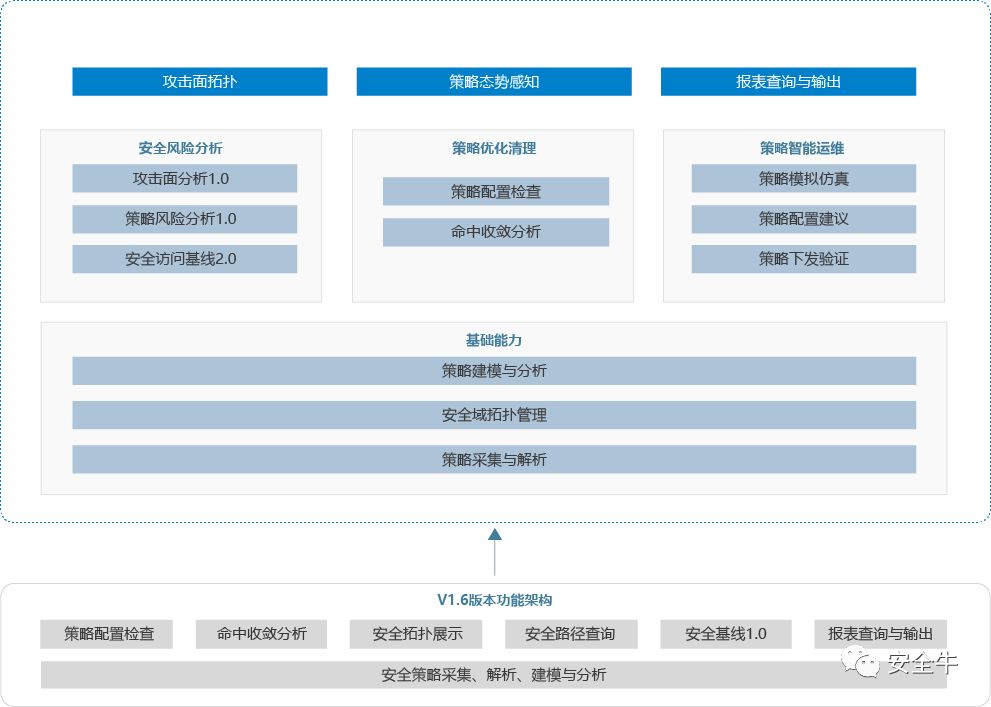 攻击面拓扑
策略态势感知
报表查询与输出
安全风险分析
攻击面分析1.0
策略风险分析1.0
安全访问基线2.0
策略优化清理
策略配置检查
命中收敛分析
策略智能运维
策略模拟仿真
策略配置建议
策略下发验证
基础能力
策略建模与分析
安全域拓扑管理
策略采集与解析
V1.6版本功能架构
策略配置检查
命中收敛分析
安全拓扑展示
安全路径查询
安全基线1.0
报表查询与输出
安全策略采集、解析、建模与分析
安全牛